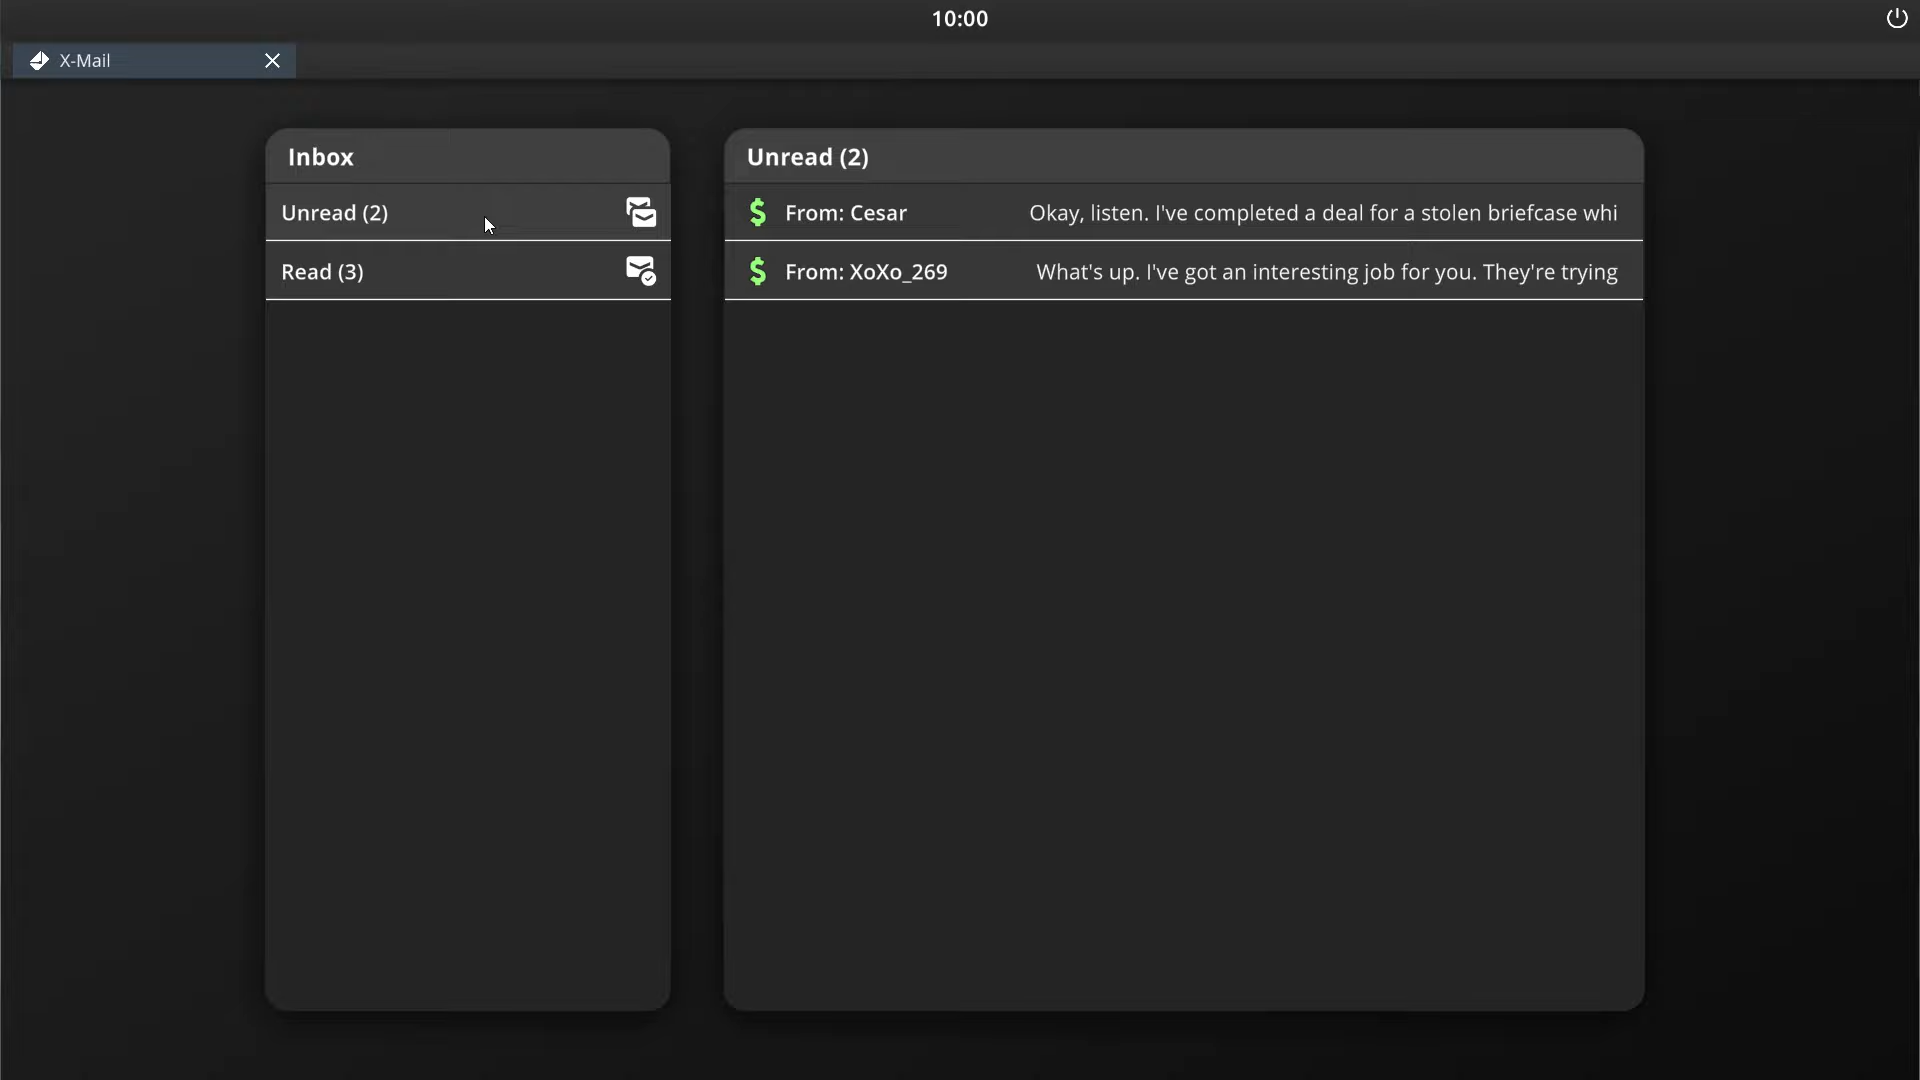 10:00
X-Mail
Inbox
Unread (2)
Read (3)
Unread (2)
From: Cesar Okay, listen. I've completed a deal for a stolen briefcase whi
From: XoXo_269 What's up. I've got an interesting job for you. They're trying